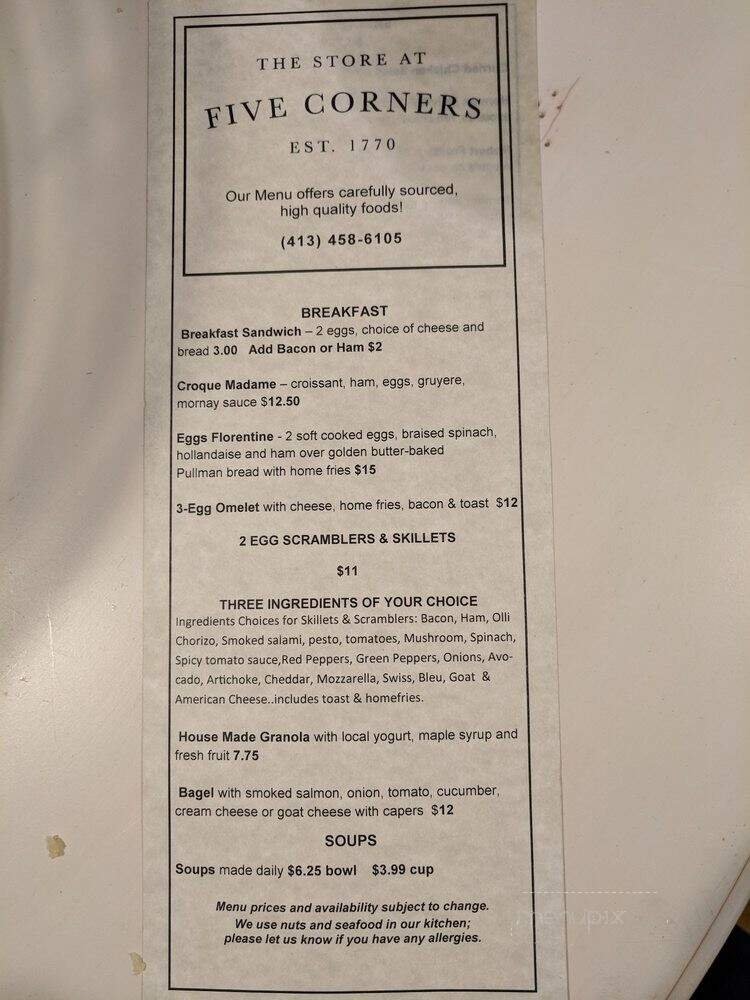 THE STORE AT
FIVE CORNERS
EST. 1770
Our Menu offers carefully sourced,
high quality foods!
(413) 458-6105
BREAKFAST
Breakfast Sandwich – 2 eggs, choice of cheese and
bread 3.00 Add Bacon or Ham $2
Croque Madame – croissant, ham, eggs, gruyere,
mornay sauce $12.50
Eggs Florentine - 2 soft cooked eggs, braised spinach,
hollandaise and ham over golden butter-baked
Pullman bread with home fries $15
3-Egg Omelet with cheese, home fries, bacon & toast $12
2 EGG SCRAMBLERS & SKILLETS
$11
THREE INGREDIENTS OF YOUR CHOICE
Ingredients Choices for Skillets & Scramblers: Bacon, Ham, Olli
Chorizo, Smoked salami, pesto, tomatoes, Mushroom, Spinach,
Spicy tomato sauce,Red Peppers, Green Peppers, Onions, Avo-
cado, Artichoke, Cheddar, Mozzarella, Swiss, Bleu, Goat &
American Cheese..includes toast & homefries.
House Made Granola with local yogurt, maple syrup and
fresh fruit 7.75
Bagel with smoked salmon, onion, tomato, cucumber,
cream cheese or goat cheese with capers $12
SOUPS
Soups made daily $6.25 bowl $3.99 cup
Menu prices and availability subject to change.
We use nuts and seafood in our kitchen;
please let us know if you have any allergies.